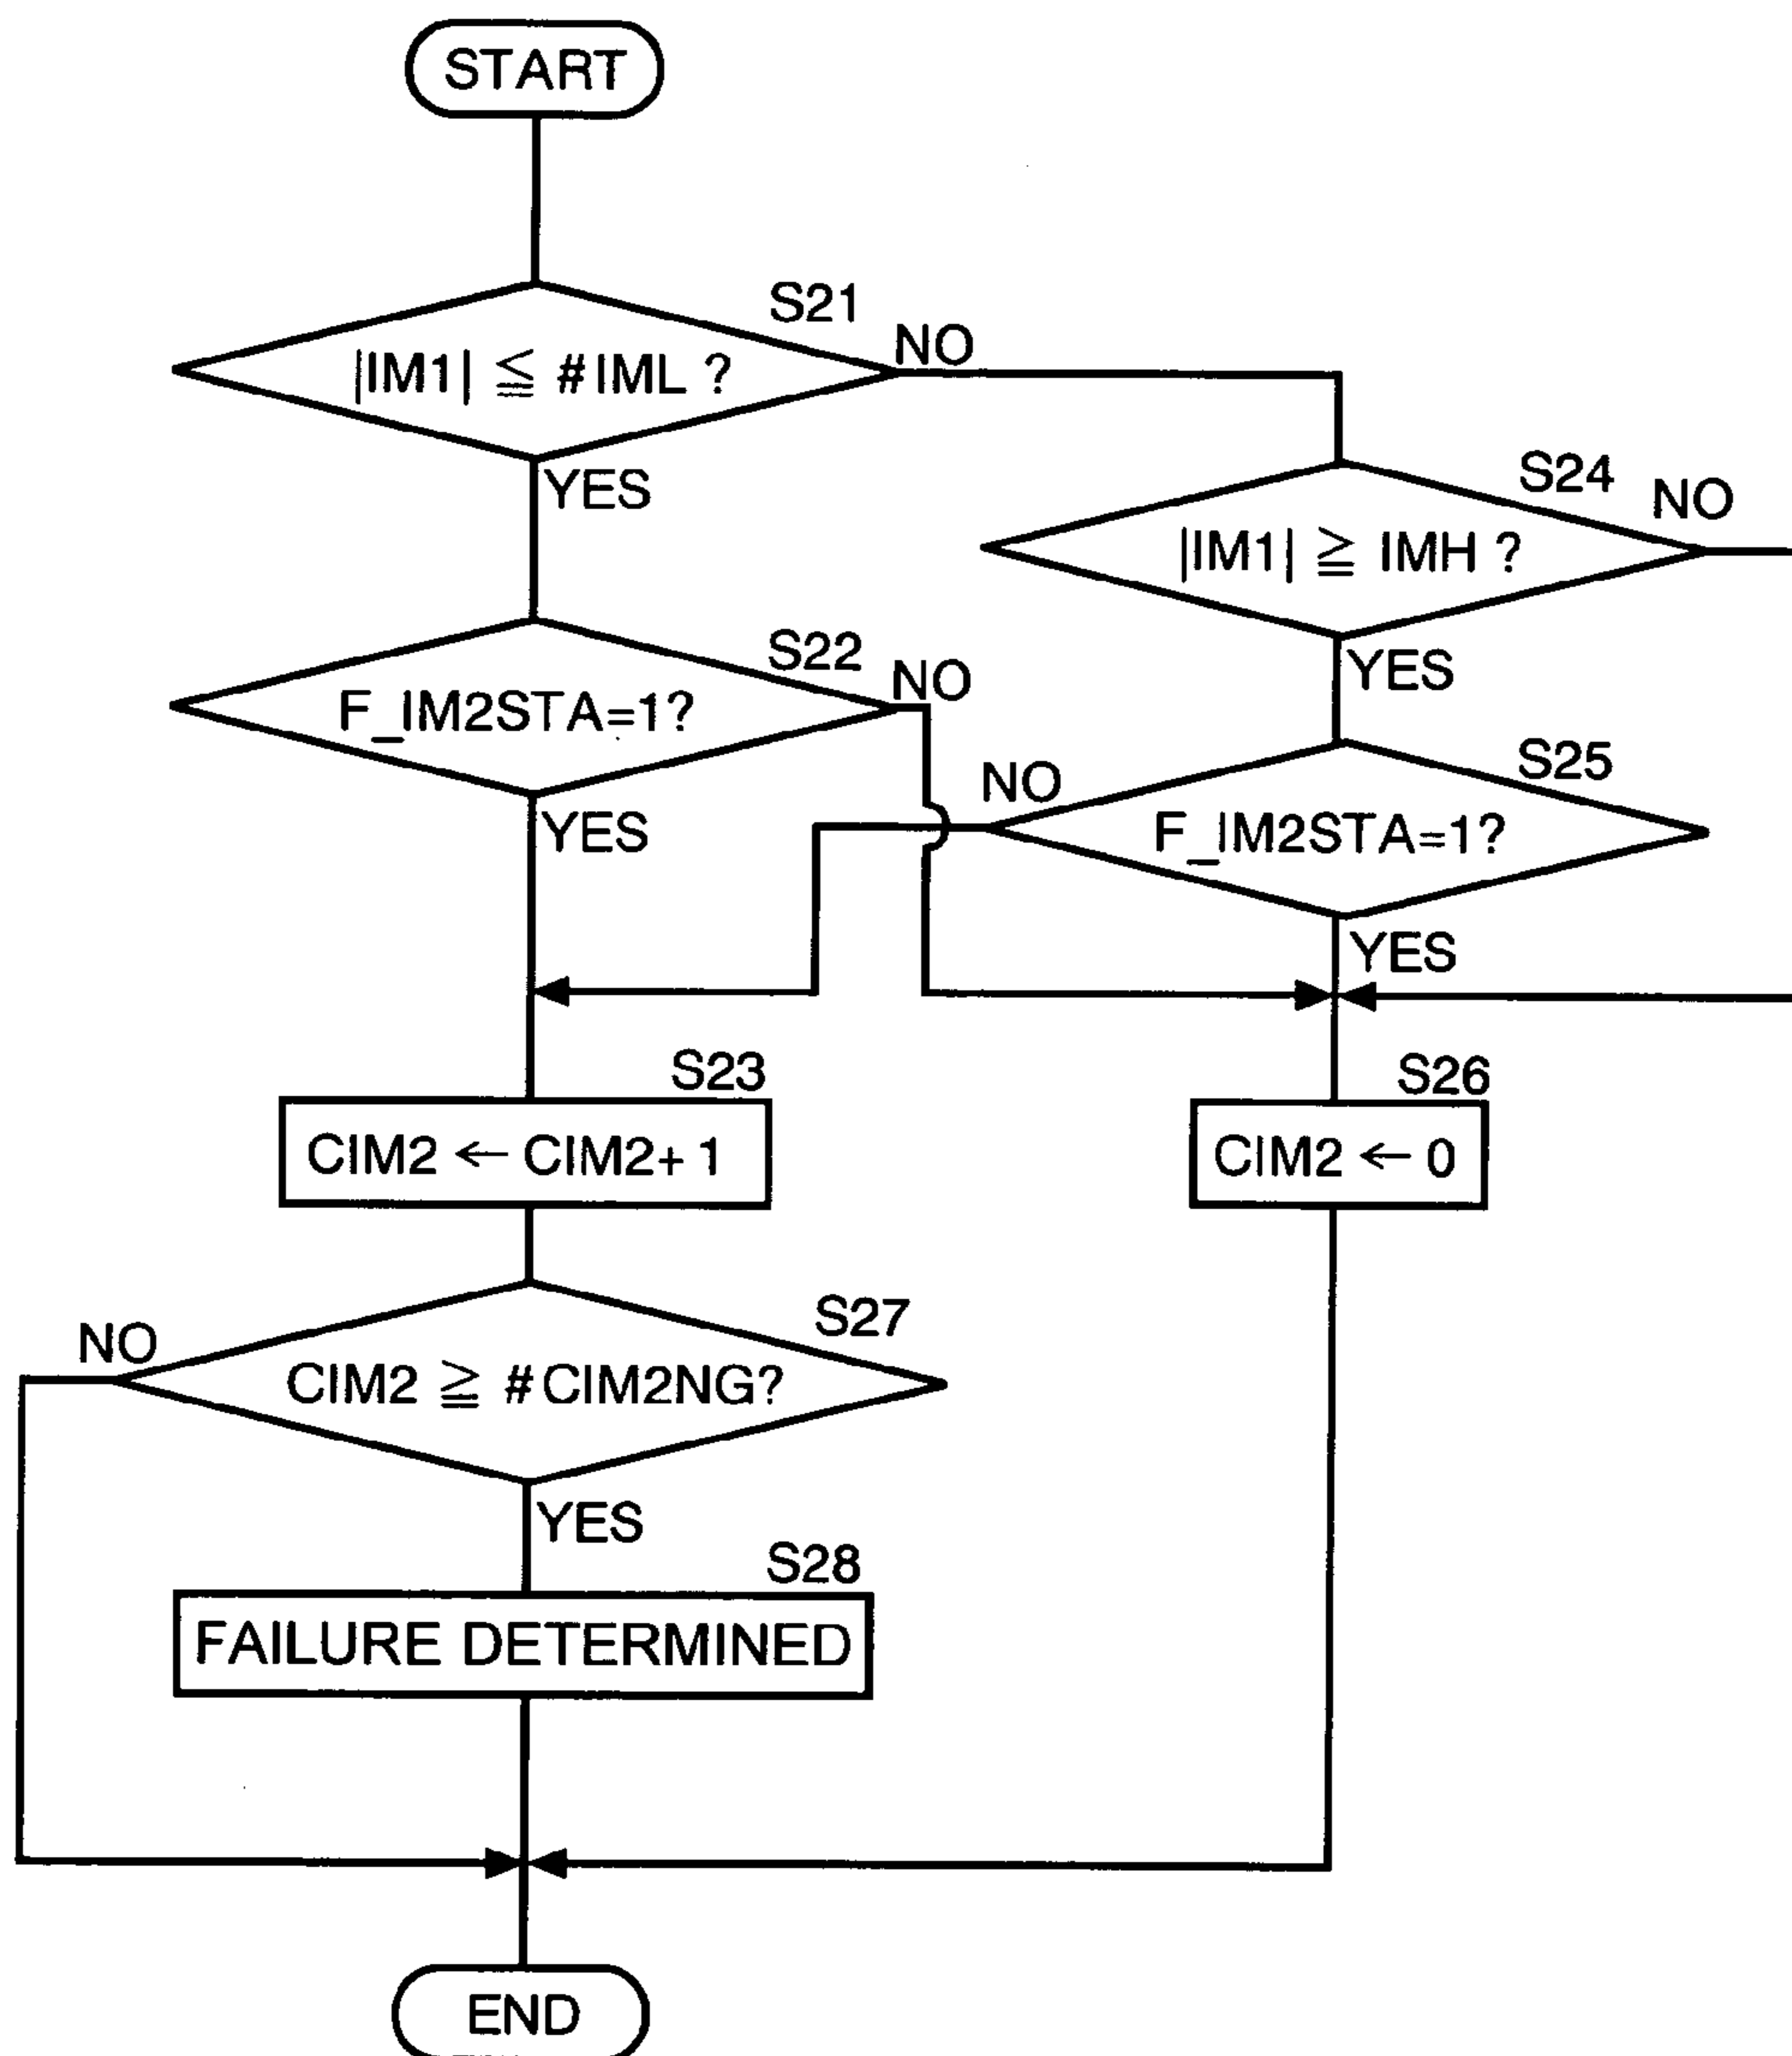 START
S21
|IM1| ≦ #IML ?
NO
YES
S24
|IM1| ≧ IMH ?
NO
YES
S22
F_IM2STA=1?
NO
YES
S25
F_IM2STA=1?
NO
YES
S23
CIM2 ← CIM2+1
S26
CIM2 ← 0
S27
CIM2 ≧ #CIM2NG?
NO
YES
S28
FAILURE DETERMINED
END